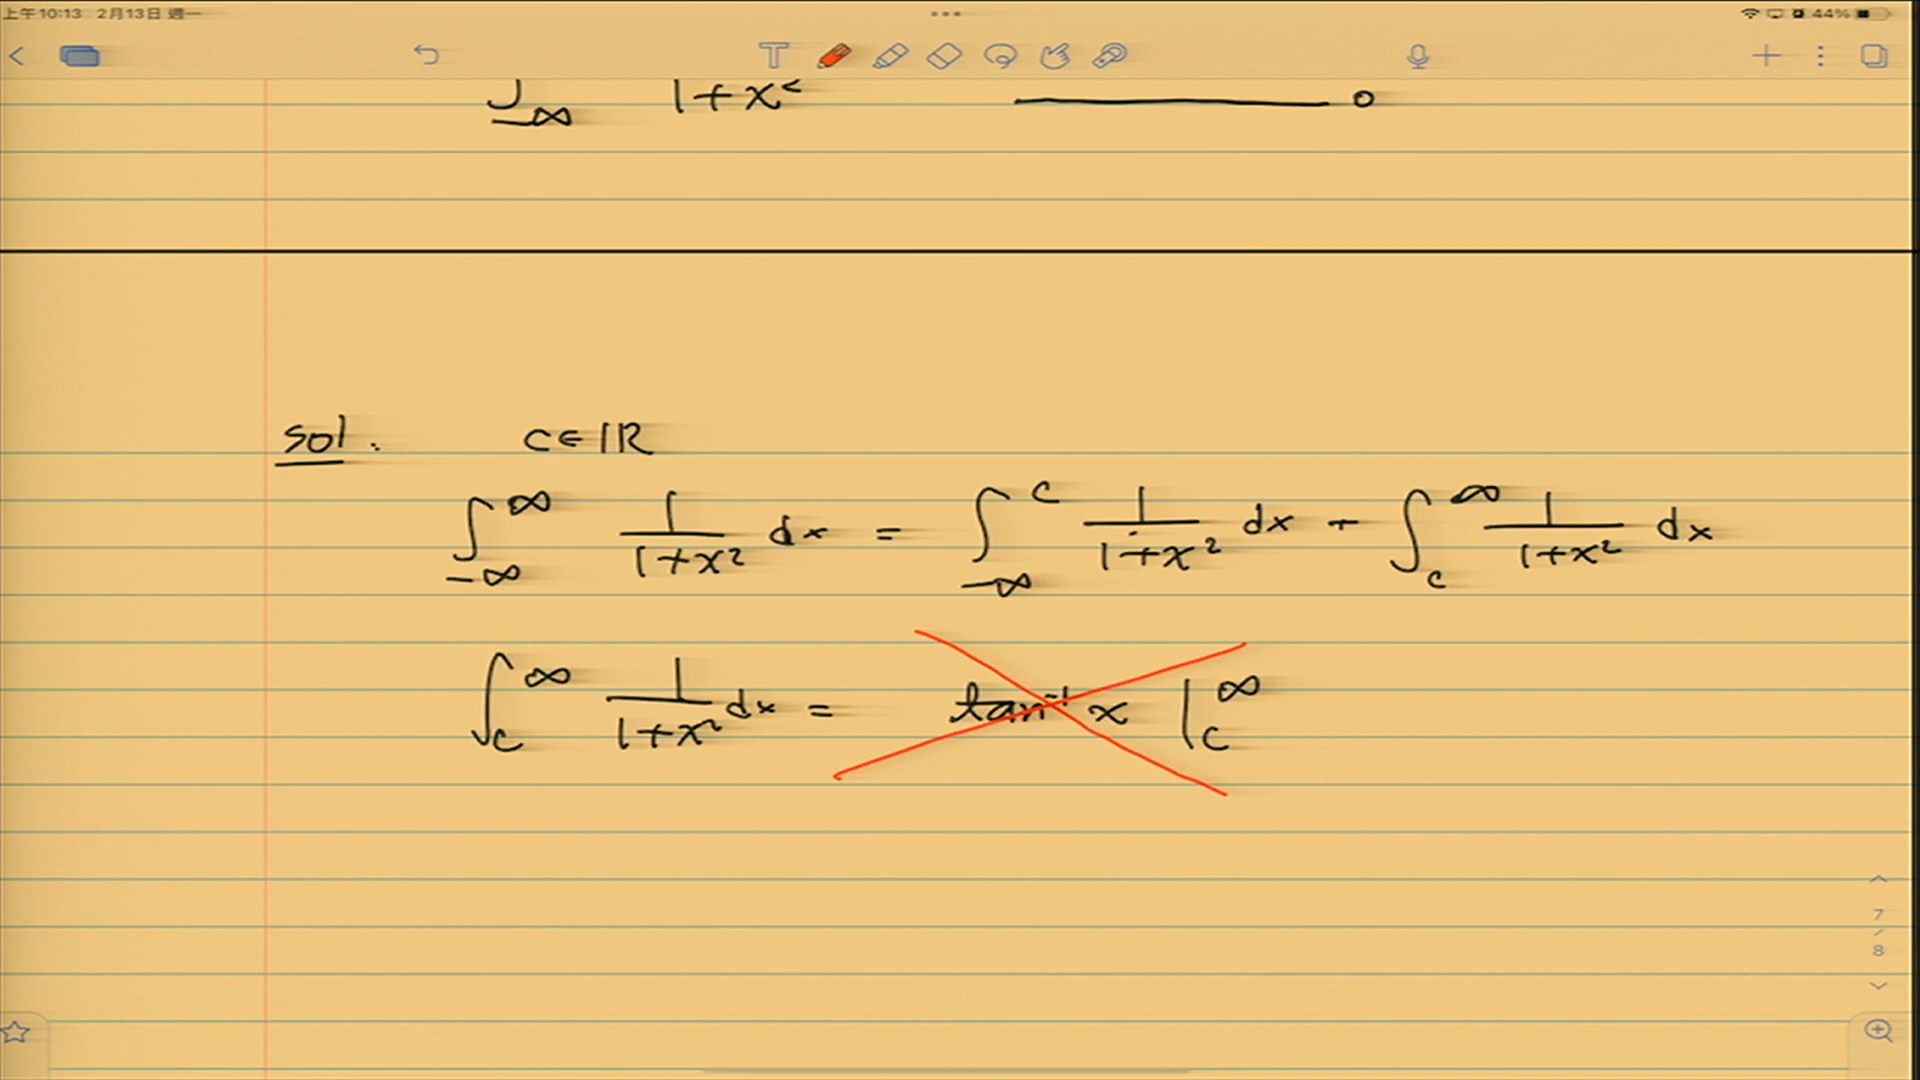 上午10:13 2月13日 週一
44%
T
∫_{-∞} 1+x²
sol. c∈ℝ
∫_{-∞}^{∞} 1/(1+x²) dx = ∫_{-∞}^{c} 1/(1+x²) dx + ∫_{c}^{∞} 1/(1+x²) dx
∫_{c}^{∞} 1/(1+x²) dx = tan⁻¹ x |_{c}^{∞}
7
/
8